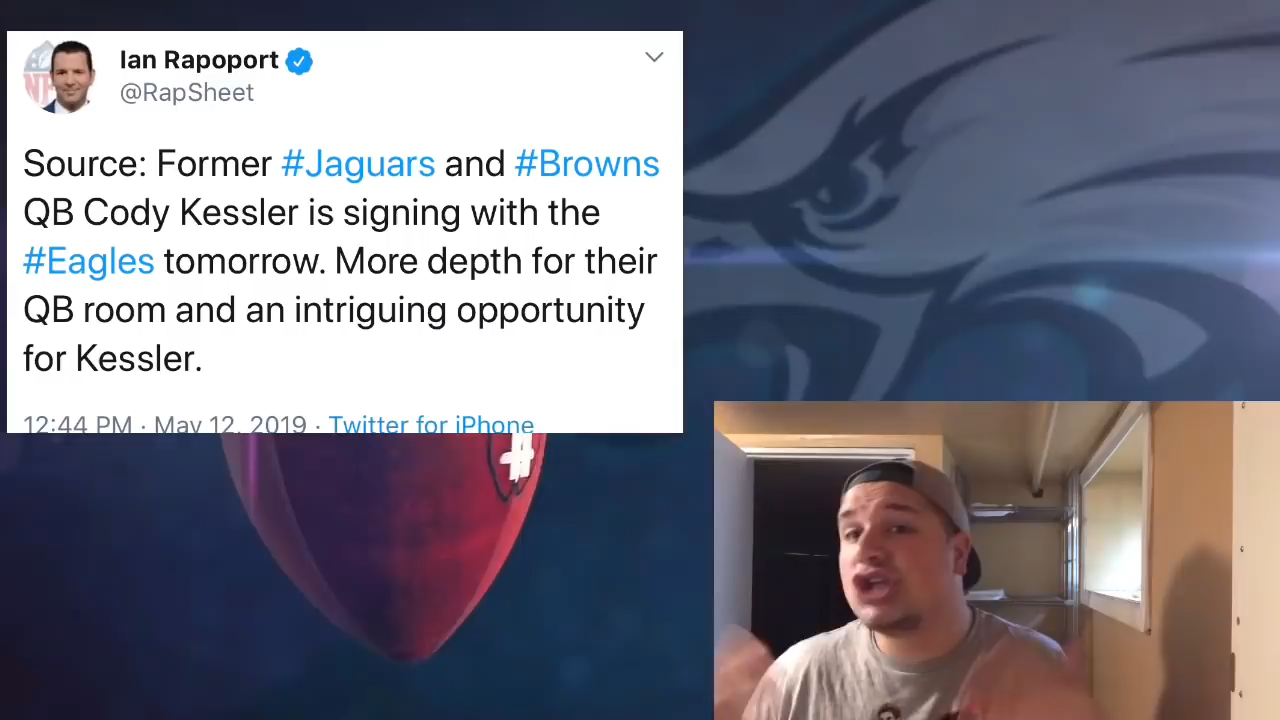 Ian Rapoport
@RapSheet
Source: Former #Jaguars and #Browns
QB Cody Kessler is signing with the
#Eagles tomorrow. More depth for their
QB room and an intriguing opportunity
for Kessler.
12:44 PM · May 12, 2019 · Twitter for iPhone